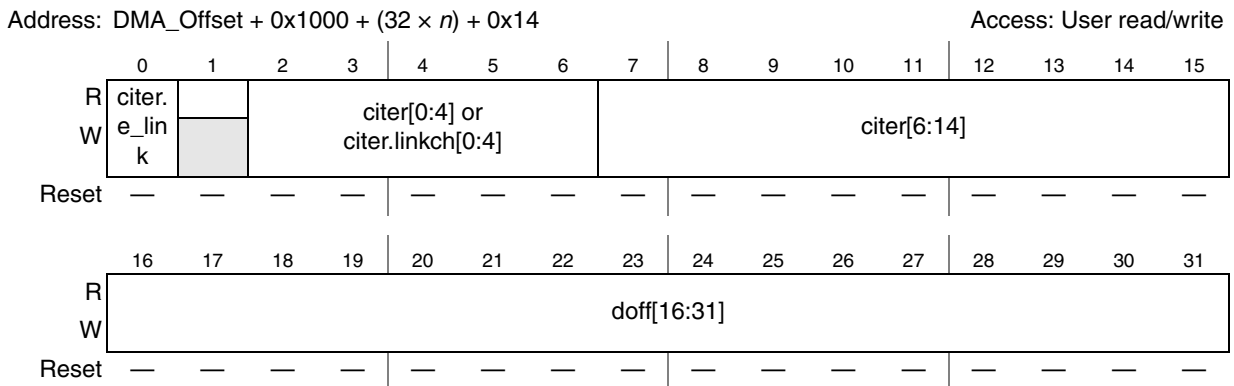 Address: DMA_Offset + 0x1000 + (32 × n) + 0x14 Access: User read/write
0 1 2 3 4 5 6 7 8 9 10 11 12 13 14 15
R citer.
e_lin
k
W
citer[0:4] or
citer.linkch[0:4]
citer[6:14]
Reset — — — — — — — — — — — — — — — —
16 17 18 19 20 21 22 23 24 25 26 27 28 29 30 31
R
W
doff[16:31]
Reset — — — — — — — — — — — — — — — —